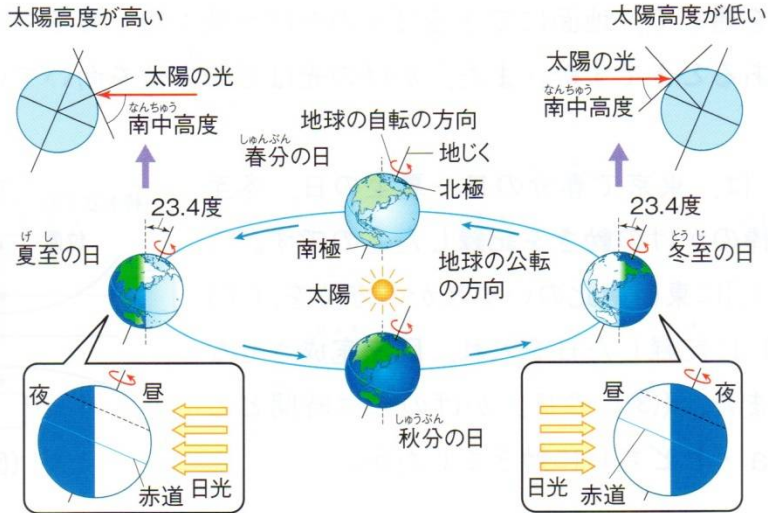 太陽高度が高い
太陽の光
なんちゅう
南中高度
太陽高度が低い
太陽の光
なんちゅう
南中高度
地球の自転の方向
しゅんぶん
春分の日
地じく
北極
南極
23.4度
げし
夏至の日
23.4度
とうじ
冬至の日
地球の公転
の方向
太陽
しゅうぶん
秋分の日
夜
昼
赤道
日光
昼
夜
日光
赤道